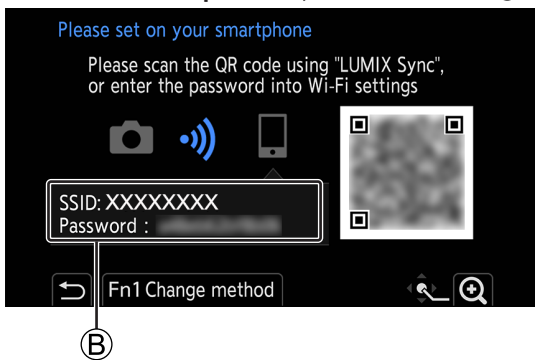 Please set on your smartphone
Please scan the QR code using "LUMIX Sync",
or enter the password into Wi-Fi settings
SSID: XXXXXXXX
Password :
Fn1 Change method
B